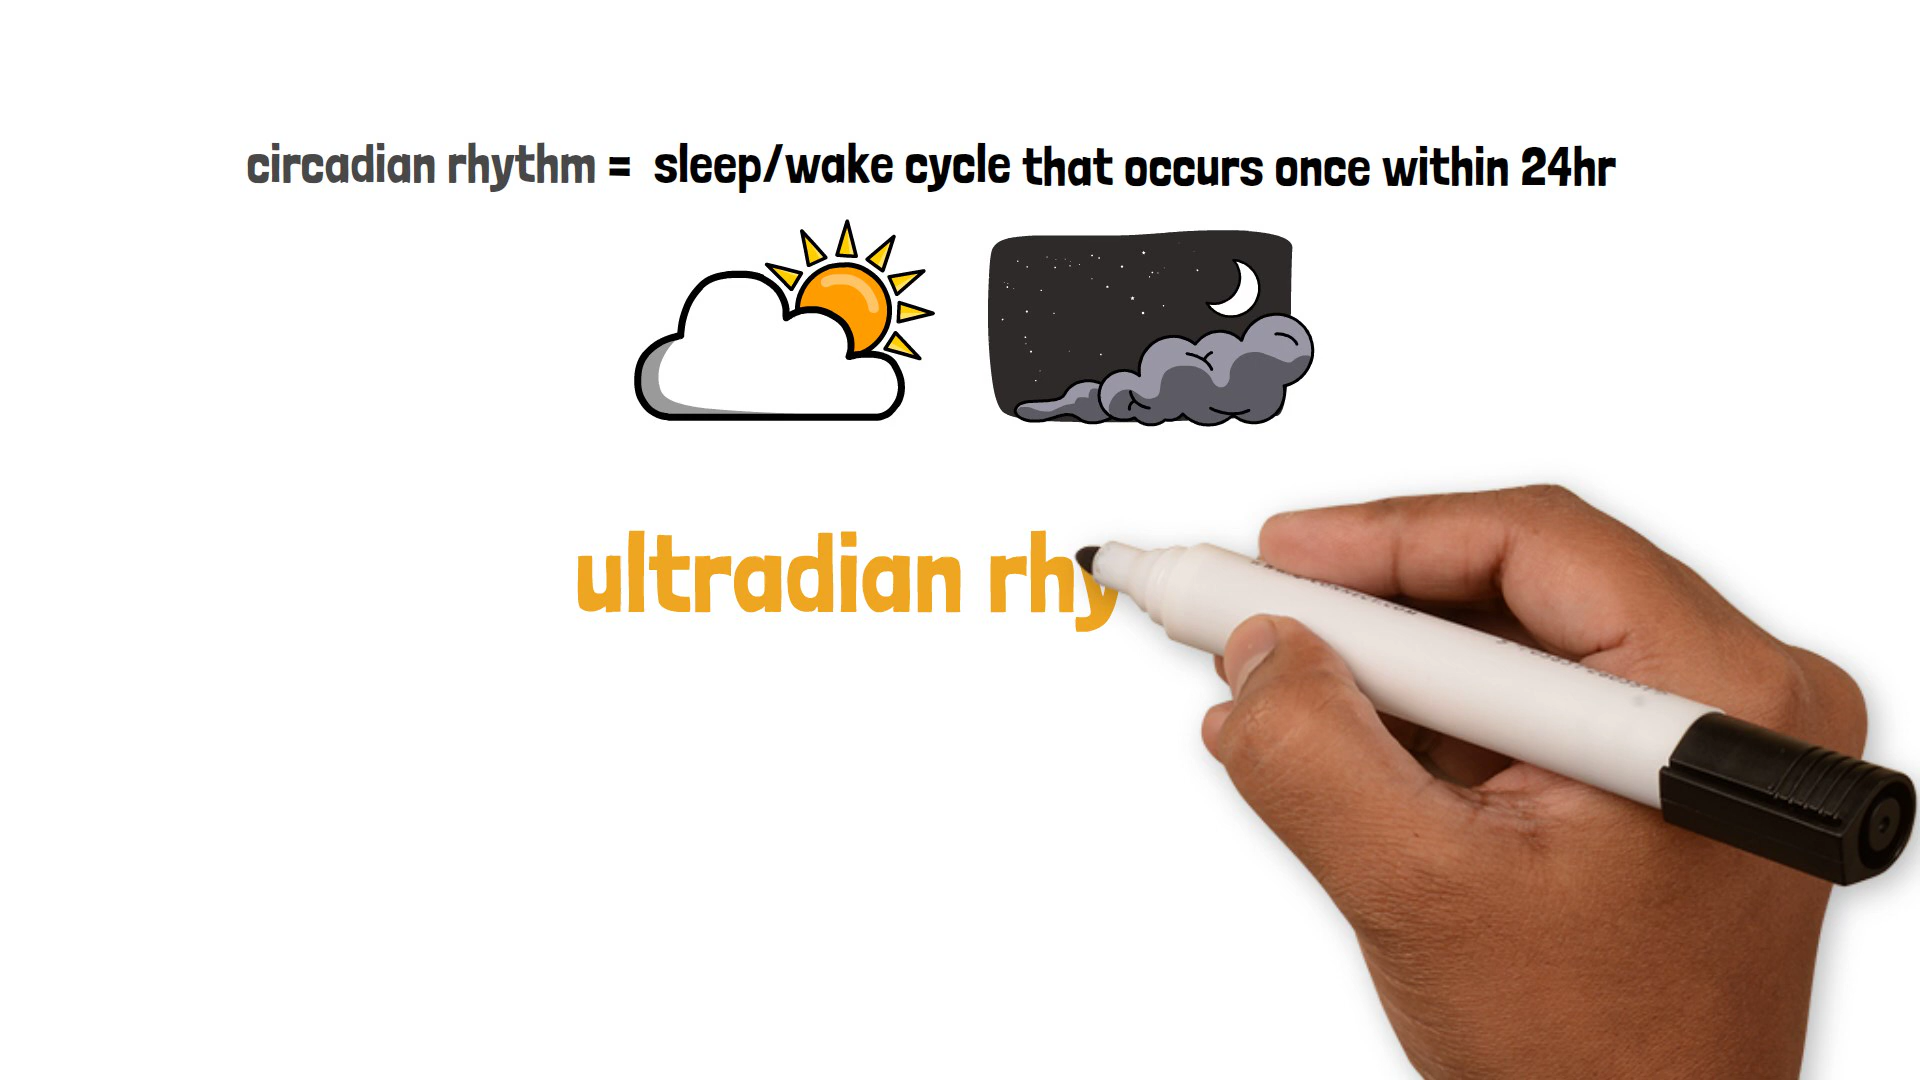 circadian rhythm = sleep/wake cycle that occurs once within 24hr
ultradian rhy